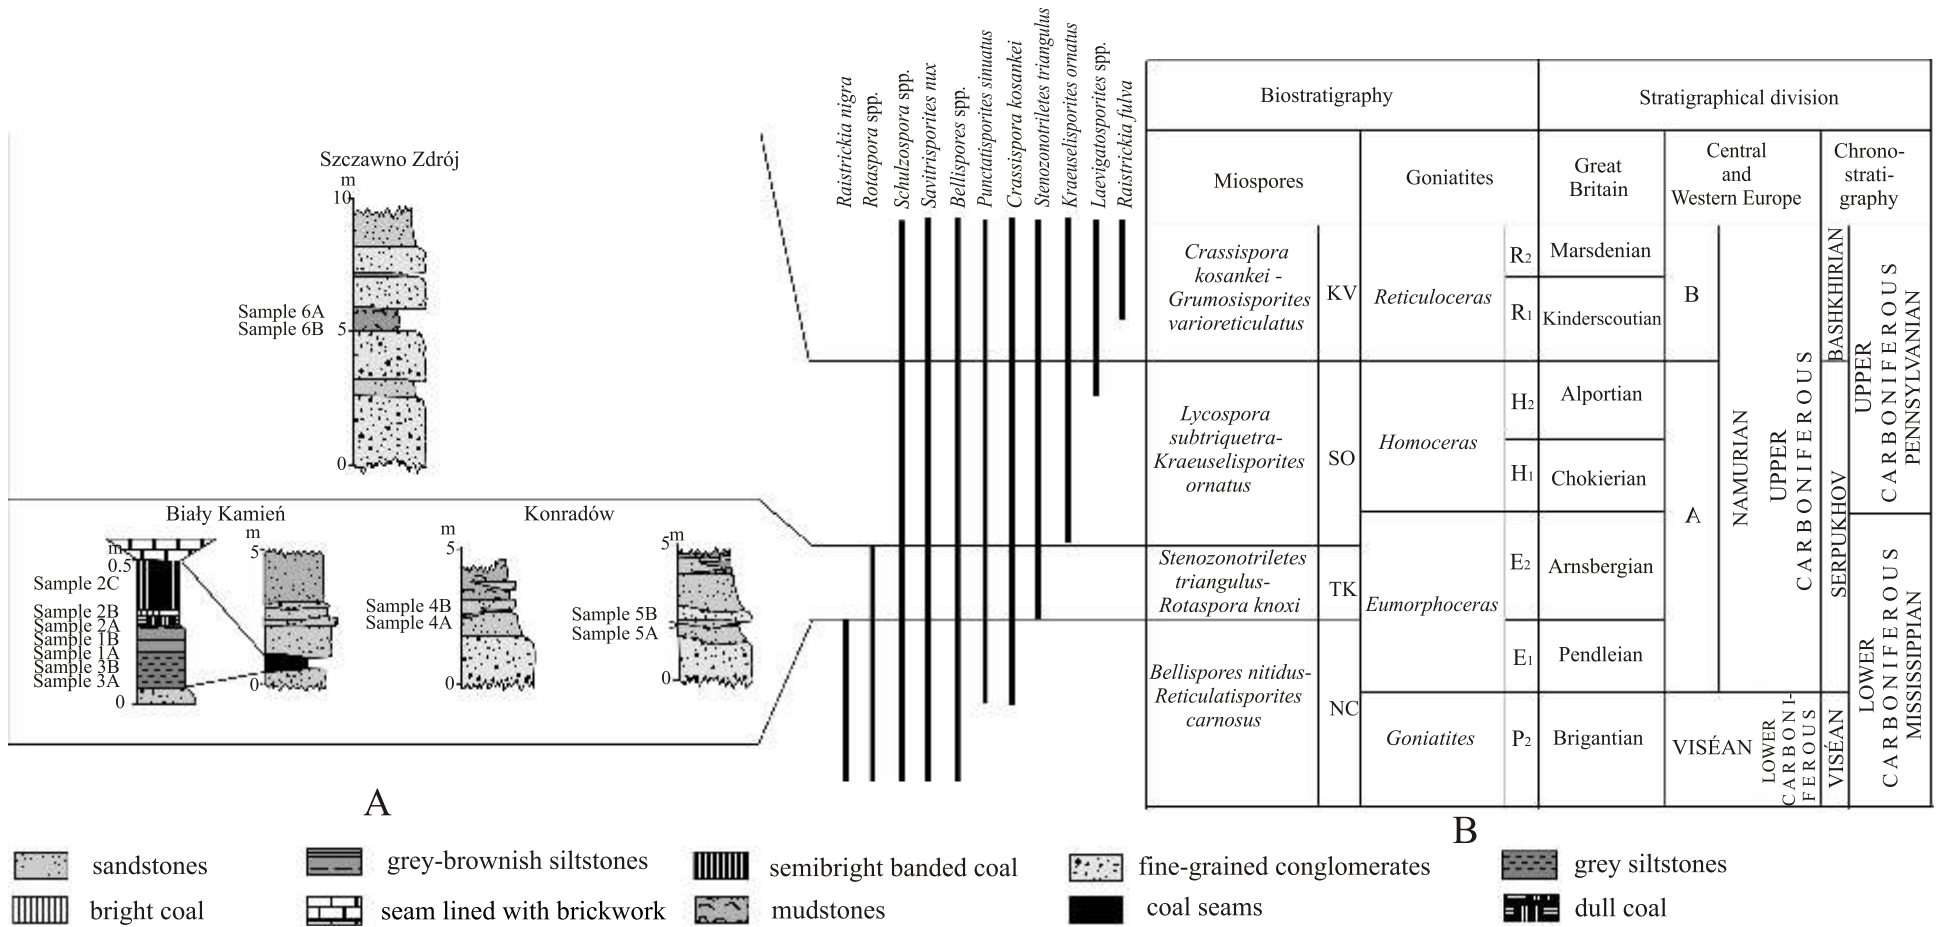 Szczawno Zdrój
m
10
Sample 6A
Sample 6B
5
0
Biały Kamień
m
0.5
Sample 2C
Sample 2B
Sample 2A
Sample 1B
Sample 1A
Sample 3B
Sample 3A
0
m
5
0
Konradów
m
5
Sample 4B
Sample 4A
0
5m
Sample 5B
Sample 5A
0
A
Raistrickia nigra
Rotaspora spp.
Schulzospora spp.
Savitrisporites nux
Bellispores spp.
Punctatisporites sinuatus
Crassispora kosankei
Stenozonotriletes triangulus
Kraeuselisporites ornatus
Laevigatosporites spp.
Raistrickia fulva
Biostratigraphy
Stratigraphical division
Miospores
Goniatites
Great
Britain
Central
and
Western Europe
Chrono-
strati-
graphy
Crassispora
kosankei -
Grumosisporites
varioreticulatus
KV
Reticuloceras
R2
Marsdenian
R1
Kinderscoutian
B
BASHKHIRIAN
Lycospora
subtriquetra-
Kraeuselisporites
ornatus
SO
Homoceras
H2
Alportian
H1
Chokierian
A
NAMURIAN
UPPER
CARBONIFEROUS
SERPUKHOV
UPPER
CARBONIFEROUS
PENNSYLVANIAN
Stenozonotriletes
triangulus-
Rotaspora knoxi
TK
Eumorphoceras
E2
Arnsbergian
Bellispores nitidus-
Reticulatisporites
carnosus
NC
E1
Pendleian
Goniatites
P2
Brigantian
VISÉAN
LOWER
CARBONI-
FEROUS
VISÉAN
LOWER
CARBONIFEROUS
MISSISSIPPIAN
B
sandstones
grey-brownish siltstones
semibright banded coal
fine-grained conglomerates
grey siltstones
bright coal
seam lined with brickwork
mudstones
coal seams
dull coal